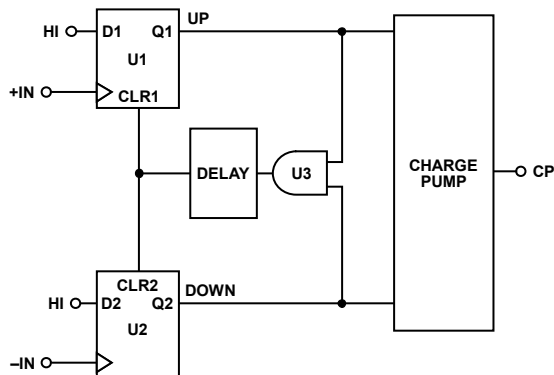 UP
HI
D1
Q1
U1
+IN
CLR1
DELAY
U3
CHARGE
PUMP
CP
CLR2
DOWN
HI
D2
Q2
U2
–IN